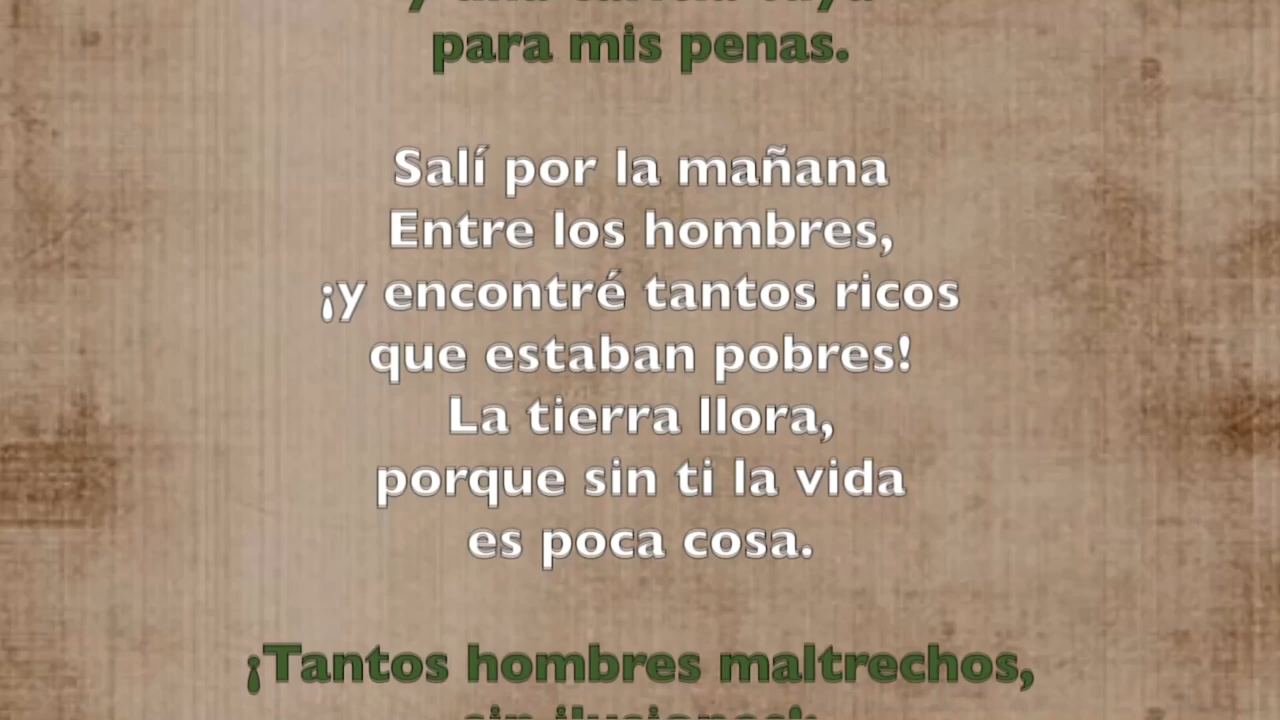 para mis penas.
Salí por la mañana
Entre los hombres,
¡y encontré tantos ricos
que estaban pobres!
La tierra llora,
porque sin ti la vida
es poca cosa.
¡Tantos hombres maltrechos,